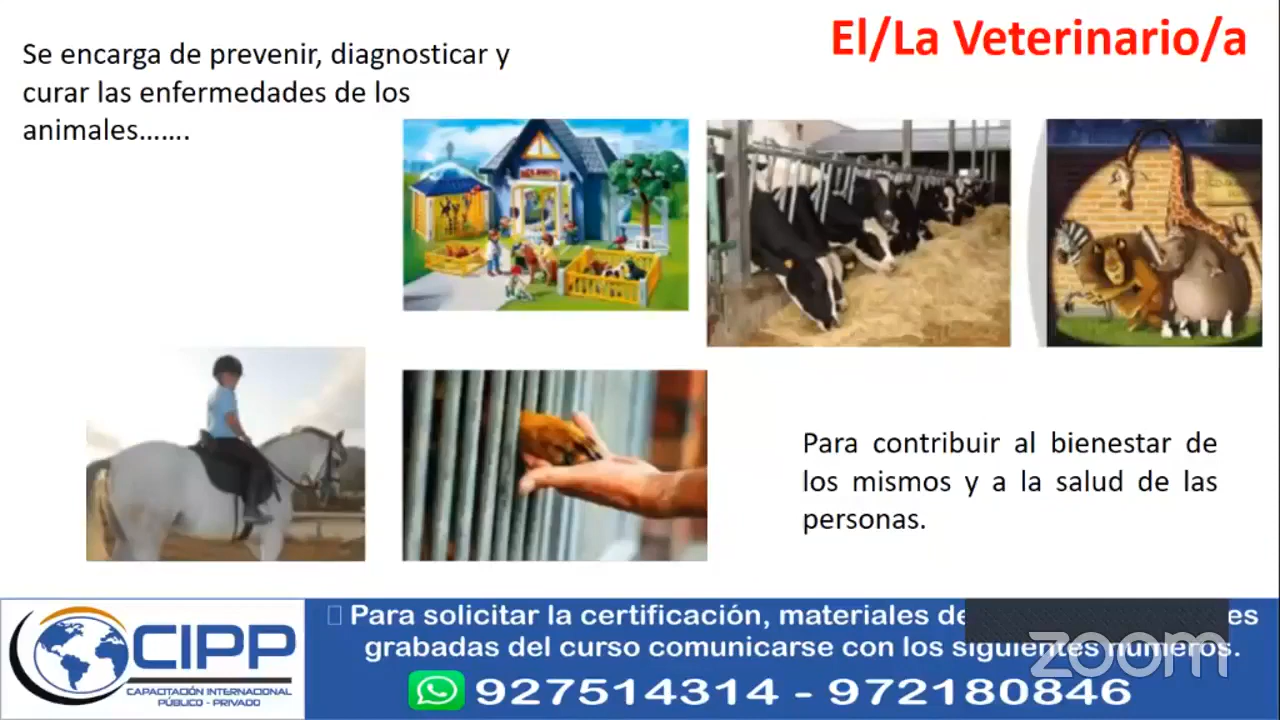 El/La Veterinario/a
Se encarga de prevenir, diagnosticar y
curar las enfermedades de los
animales…….
Para contribuir al bienestar de
los mismos y a la salud de las
personas.
CIPP
CAPACITACIÓN INTERNACIONAL
PÚBLICO - PRIVADO
Para solicitar la certificación, materiales de es
grabadas del curso comunicarse con los siguientes números.
927514314 - 972180846
zoom